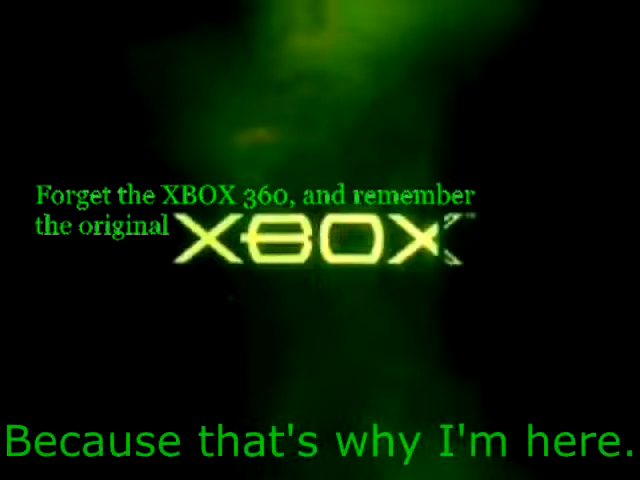 Forget the XBOX 360, and remember
the original XBOX
Because that's why I'm here.